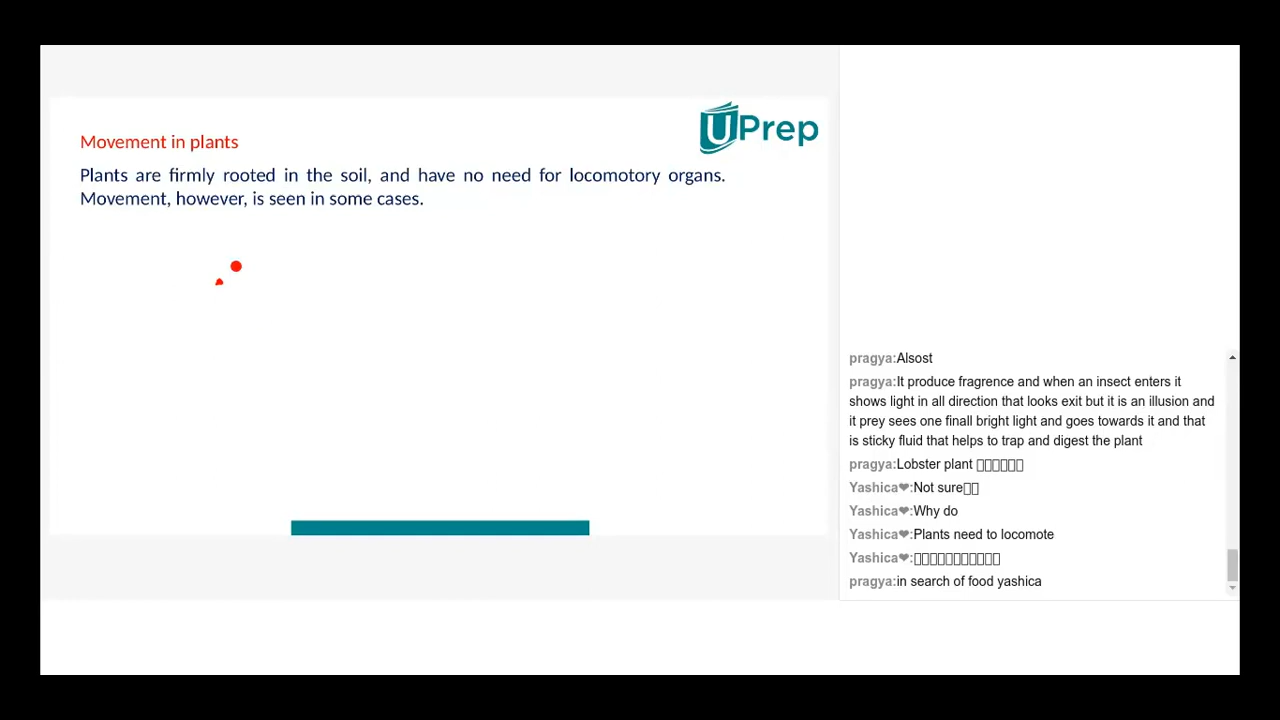 UPrep
Movement in plants
Plants are firmly rooted in the soil, and have no need for locomotory organs.
Movement, however, is seen in some cases.
pragya:Alsost
pragya:It produce fragrence and when an insect enters it
shows light in all direction that looks exit but it is an illusion and
it prey sees one finall bright light and goes towards it and that
is sticky fluid that helps to trap and digest the plant
pragya:Lobster plant □□□□□□
Yashica❤:Not sure□□
Yashica❤:Why do
Yashica❤:Plants need to locomote
Yashica❤:□□□□□□□□□□□
pragya:in search of food yashica